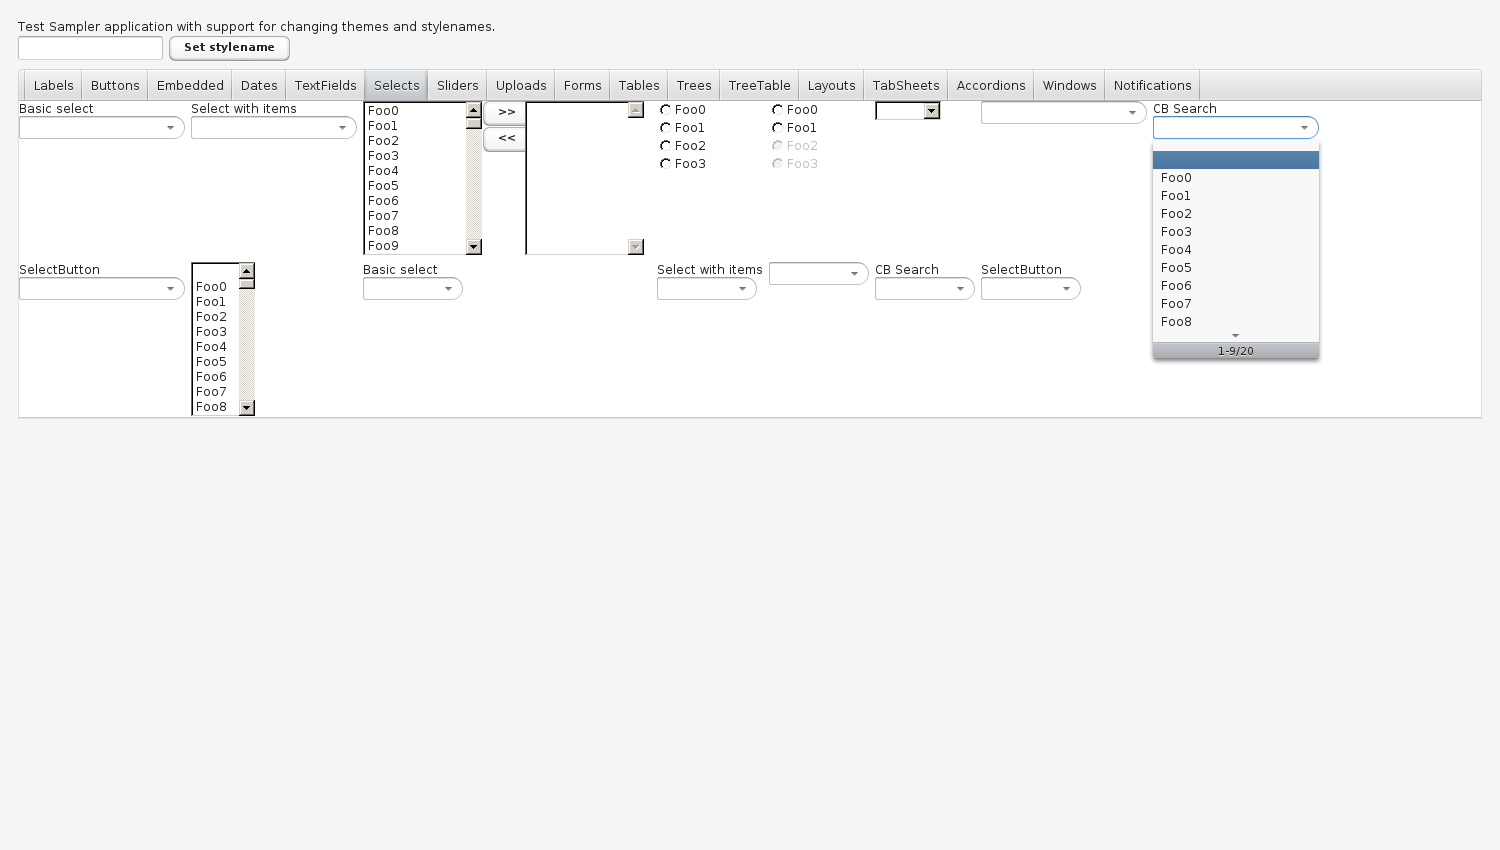 Test Sampler application with support for changing themes and stylenames.
Set stylename
Labels Buttons Embedded Dates TextFields Selects Sliders Uploads Forms Tables Trees TreeTable Layouts TabSheets Accordions Windows Notifications
Basic select
Select with items
Foo0
Foo1
Foo2
Foo3
Foo4
Foo5
Foo6
Foo7
Foo8
Foo9
>>
<<
Foo0
Foo1
Foo2
Foo3
Foo0
Foo1
Foo2
Foo3
CB Search
Foo0
Foo1
Foo2
Foo3
Foo4
Foo5
Foo6
Foo7
Foo8
1-9/20
SelectButton
Foo0
Foo1
Foo2
Foo3
Foo4
Foo5
Foo6
Foo7
Foo8
Basic select
Select with items
CB Search
SelectButton